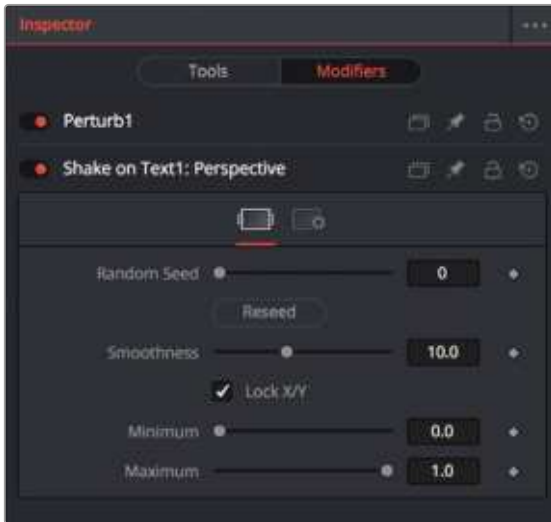 Inspector
Tools Modifiers
Perturb1
Shake on Text1: Perspective
Random Seed 0
Reseed
Smoothness 10.0
Lock X/Y
Minimum 0.0
Maximum 1.0